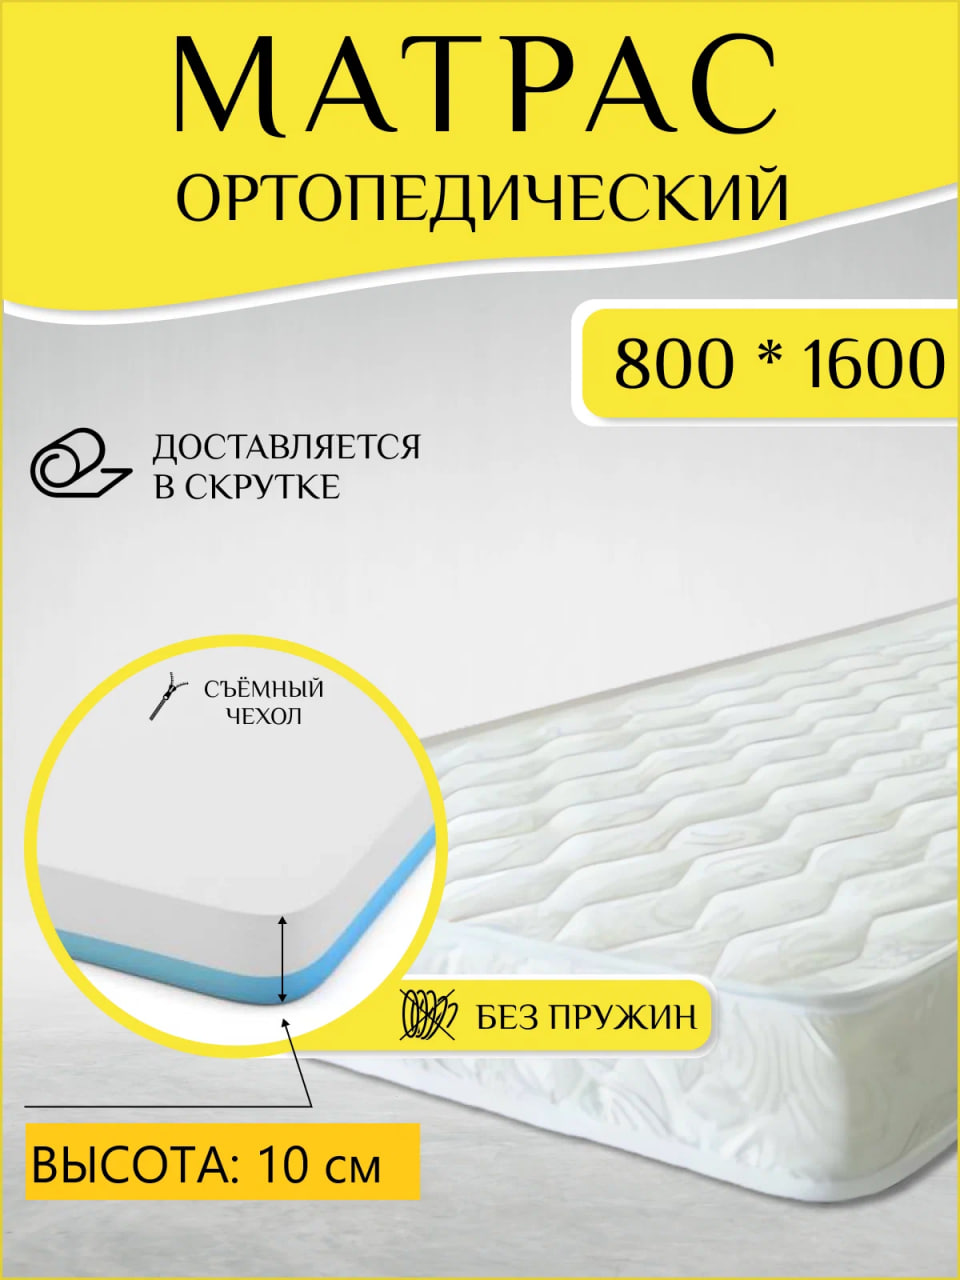 МАТРАС
ОРТОПЕДИЧЕСКИЙ
800 * 1600
ДОСТАВЛЯЕТСЯ
В СКРУТКЕ
СЪЁМНЫЙ
ЧЕХОЛ
БЕЗ ПРУЖИН
ВЫСОТА: 10 см